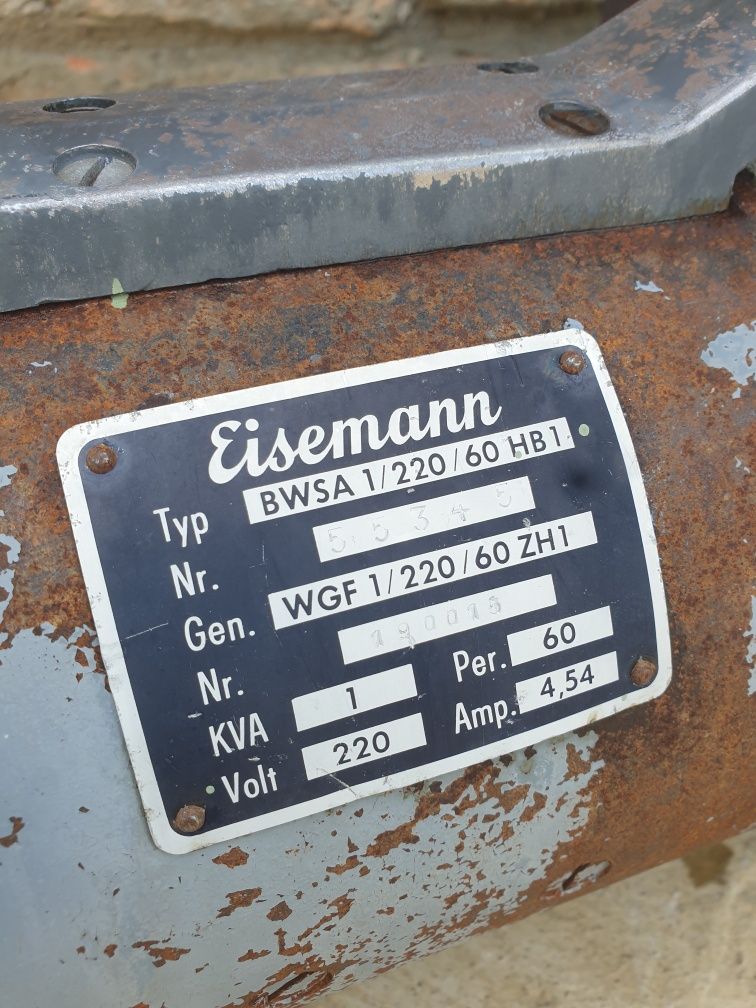 Eisemann
Typ BWSA 1/220/60 HB1
Nr. 55345
Gen. WGF 1/220/60 ZH1
Nr. 190015
KVA 1 Per. 60
Volt 220 Amp. 4,54